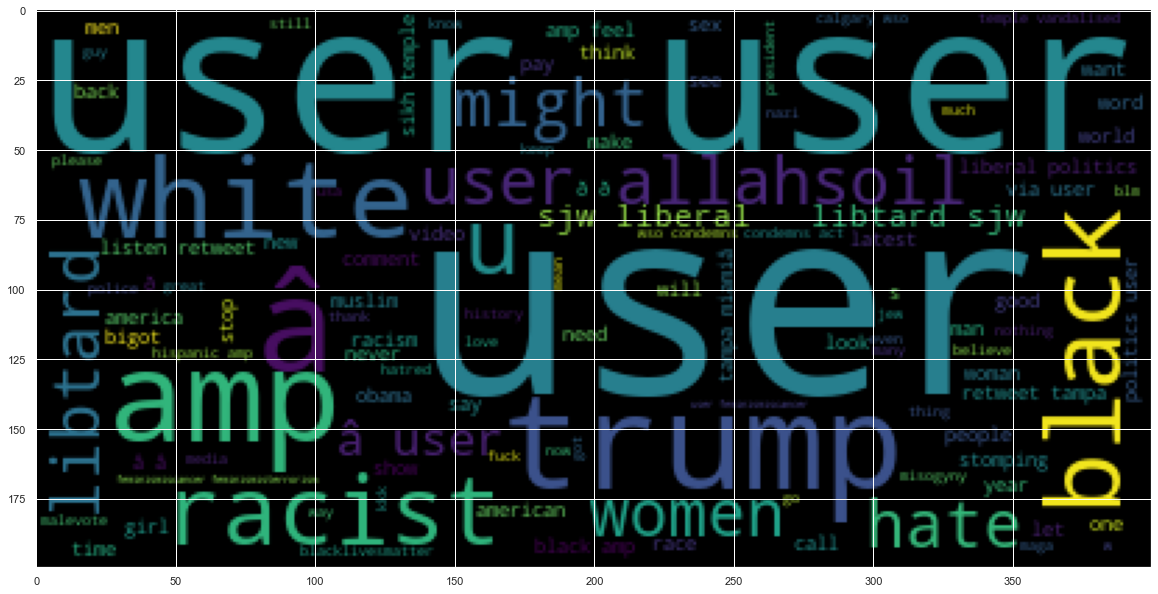 0
men
still
know
calgary wso
temple vandalised
user user
guy
sikh temple
amp feel
think
sex
president
pay
see
want
25
back
might
nazi
much
word
make
world
keep
50
please
white
user allahsoil
â â
liberal politics
via user
blm
75
sjw liberal
libtard sjw
listen retweet
new
video
u
wso condemns
condemns act
latest
black
libtard
comment
user
mean
police
â
great
100
â
muslim
will
s
good
politics user
america
stop
thank
history
jew
bigot
racism
love
need
tampa miami
look
even
man
nothing
hispanic amp
never
many
believe
125
hatred
woman
amp
obama
say
retweet tampa
thing
150
â user
trump
people
â â
media
fuck
now
got
stomping
show
misogyny
year
175
racist
kkk
way
american
women
go
hate
malevote
girl
let
one
time
blacklivesmatter
black amp
race
call
maga
0
50
100
150
200
250
300
350